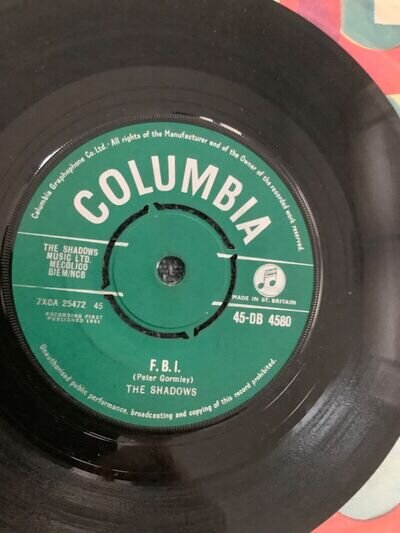 Columbia Graphophone Co. Ltd. - All rights of the Manufacturer and of the Owner of the recorded work reserved.
COLUMBIA
THE SHADOWS
MUSIC LTD.
MECOLICO
BIEM/NCB
MADE IN GT. BRITAIN
7XCA 25472 45
45-DB 4580
RECORDING FIRST
PUBLISHED 1961
F.B.I.
(Peter Gormley)
THE SHADOWS
Unauthorised public performance, broadcasting and copying of this record prohibited.